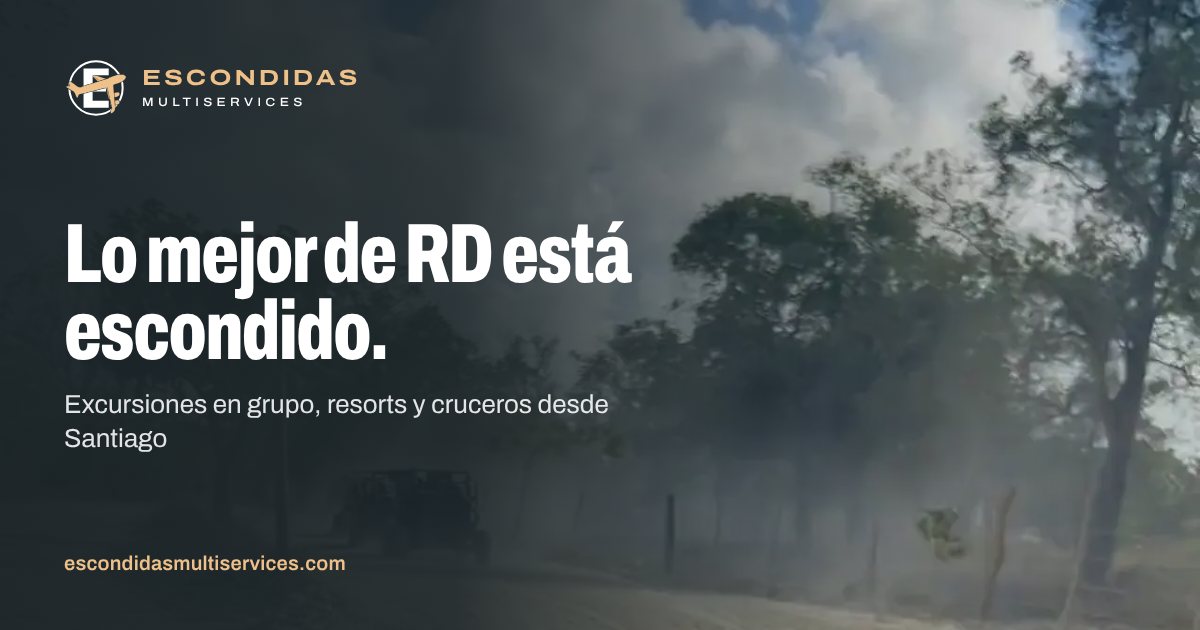 ESCONDIDAS
MULTISERVICES
Lo mejor de RD está
escondido.
Excursiones en grupo, resorts y cruceros desde
Santiago
escondidasmultiservices.com